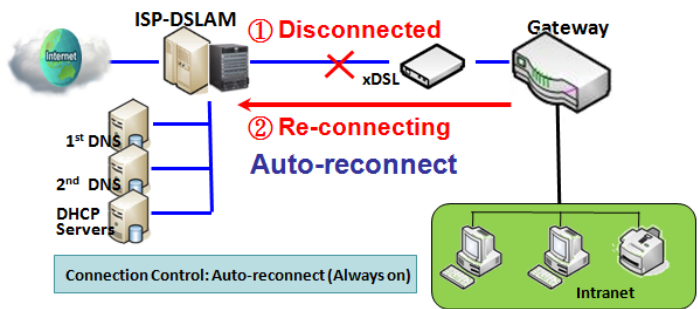 ISP-DSLAM
① Disconnected
Gateway
Internet
xDSL
② Re-connecting
1st DNS
Auto-reconnect
2nd DNS
DHCP
Servers
Connection Control: Auto-reconnect (Always on)
Intranet